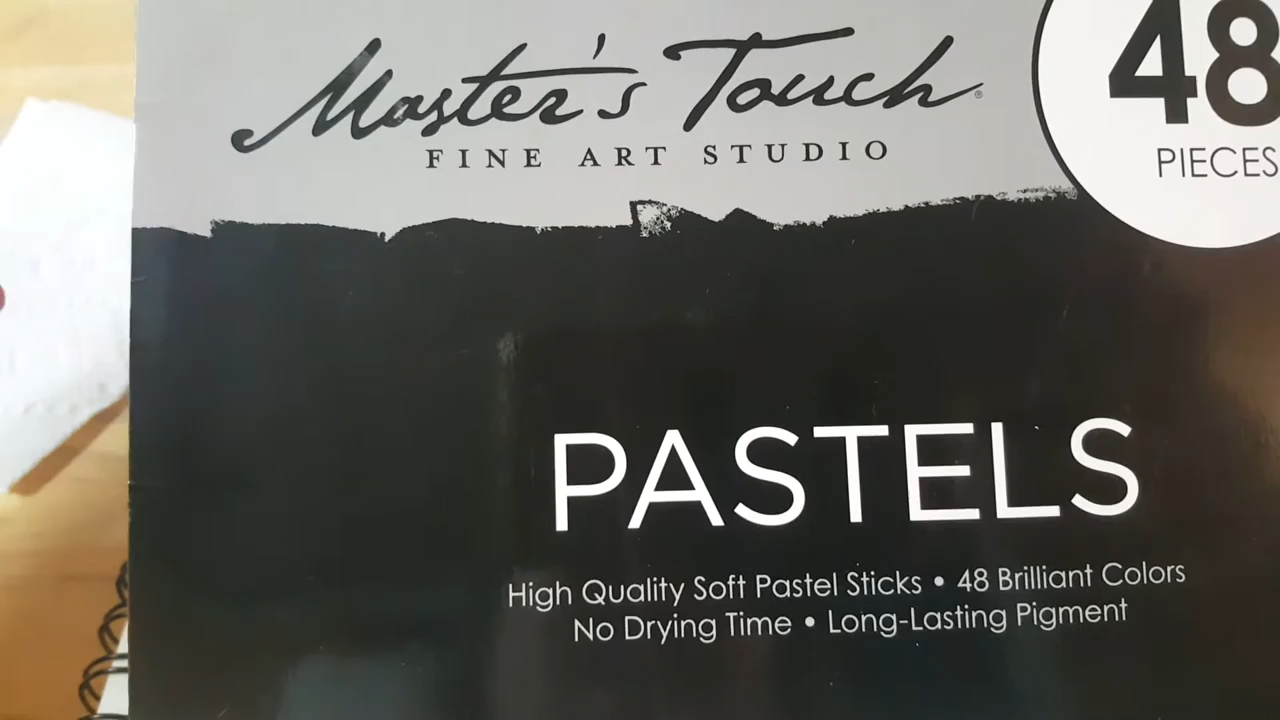 Master's Touch®
FINE ART STUDIO
48
PIECES
PASTELS
High Quality Soft Pastel Sticks • 48 Brilliant Colors
No Drying Time • Long-Lasting Pigment